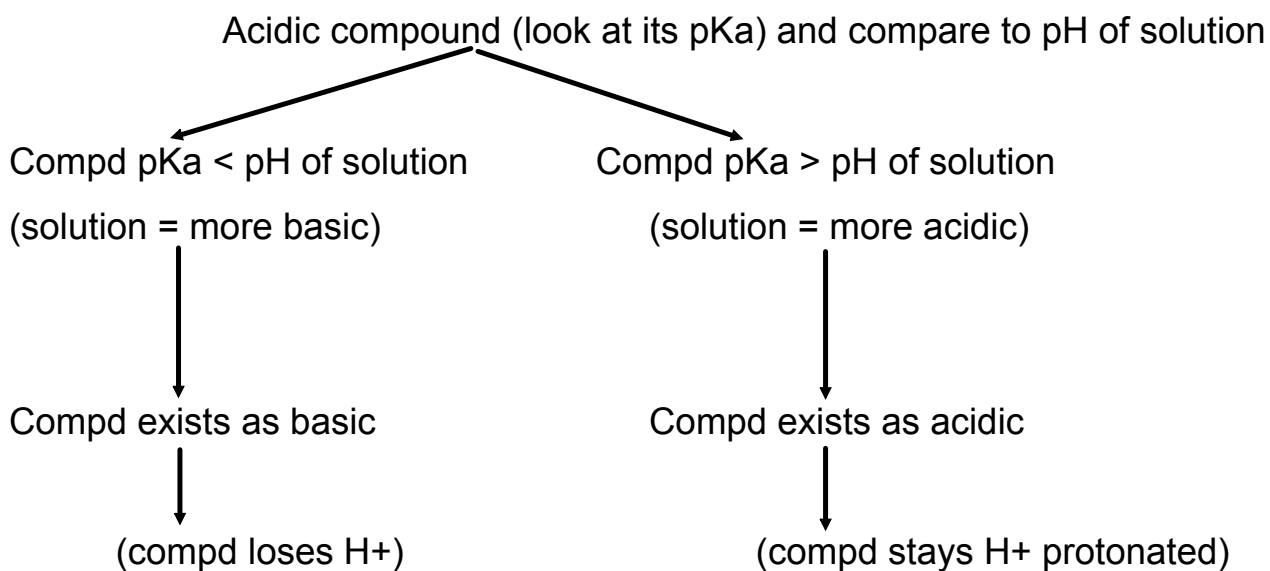 Acidic compound (look at its pKa) and compare to pH of solution
Compd pKa < pH of solution
(solution = more basic)
Compd exists as basic
(compd loses H+)
Compd pKa > pH of solution
(solution = more acidic)
Compd exists as acidic
(compd stays H+ protonated)